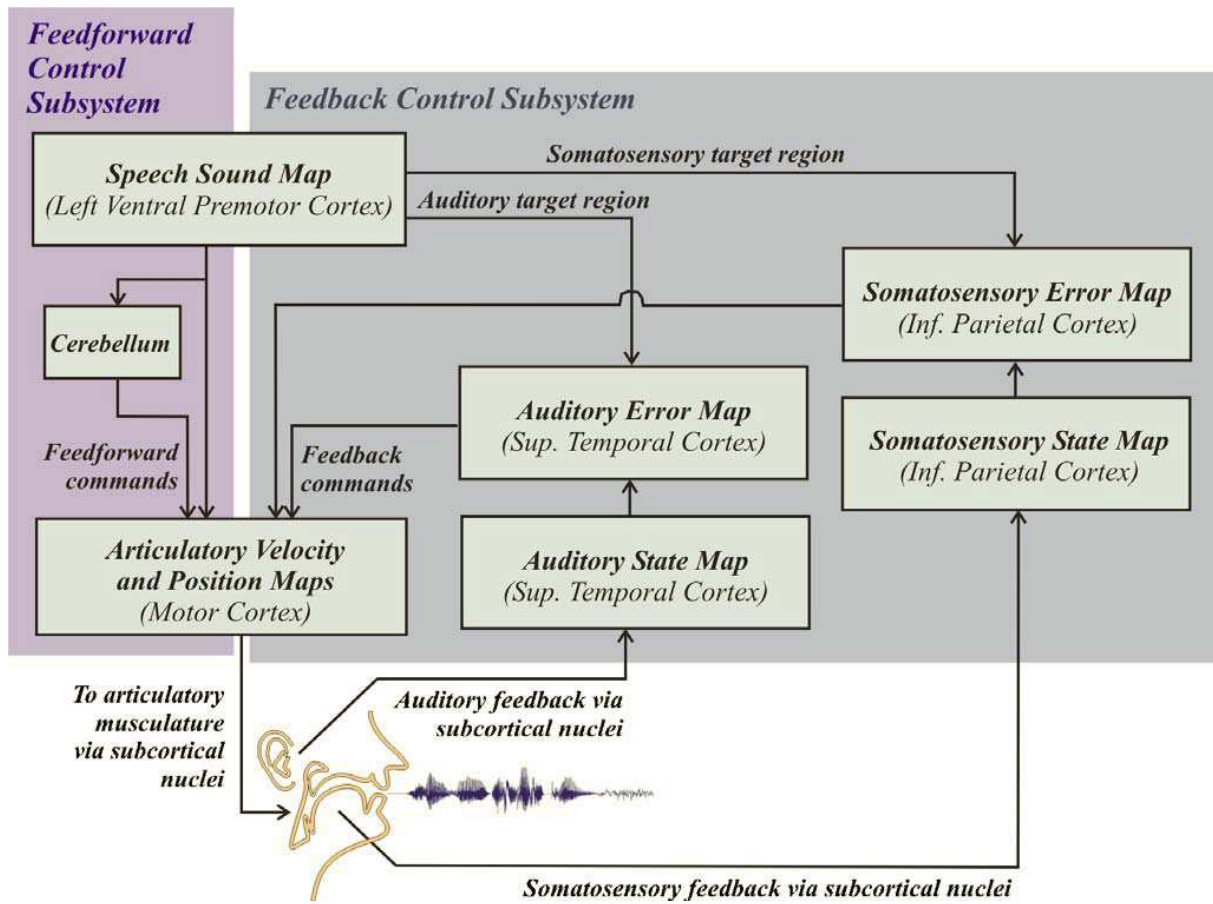 Feedforward
Control
Subsystem
Feedback Control Subsystem
Speech Sound Map
(Left Ventral Premotor Cortex)
Somatosensory target region
Auditory target region
Somatosensory Error Map
(Inf. Parietal Cortex)
Cerebellum
Auditory Error Map
(Sup. Temporal Cortex)
Somatosensory State Map
(Inf. Parietal Cortex)
Feedforward
commands
Feedback
commands
Articulatory Velocity
and Position Maps
(Motor Cortex)
Auditory State Map
(Sup. Temporal Cortex)
To articulatory
musculature
via subcortical
nuclei
Auditory feedback via
subcortical nuclei
Somatosensory feedback via subcortical nuclei